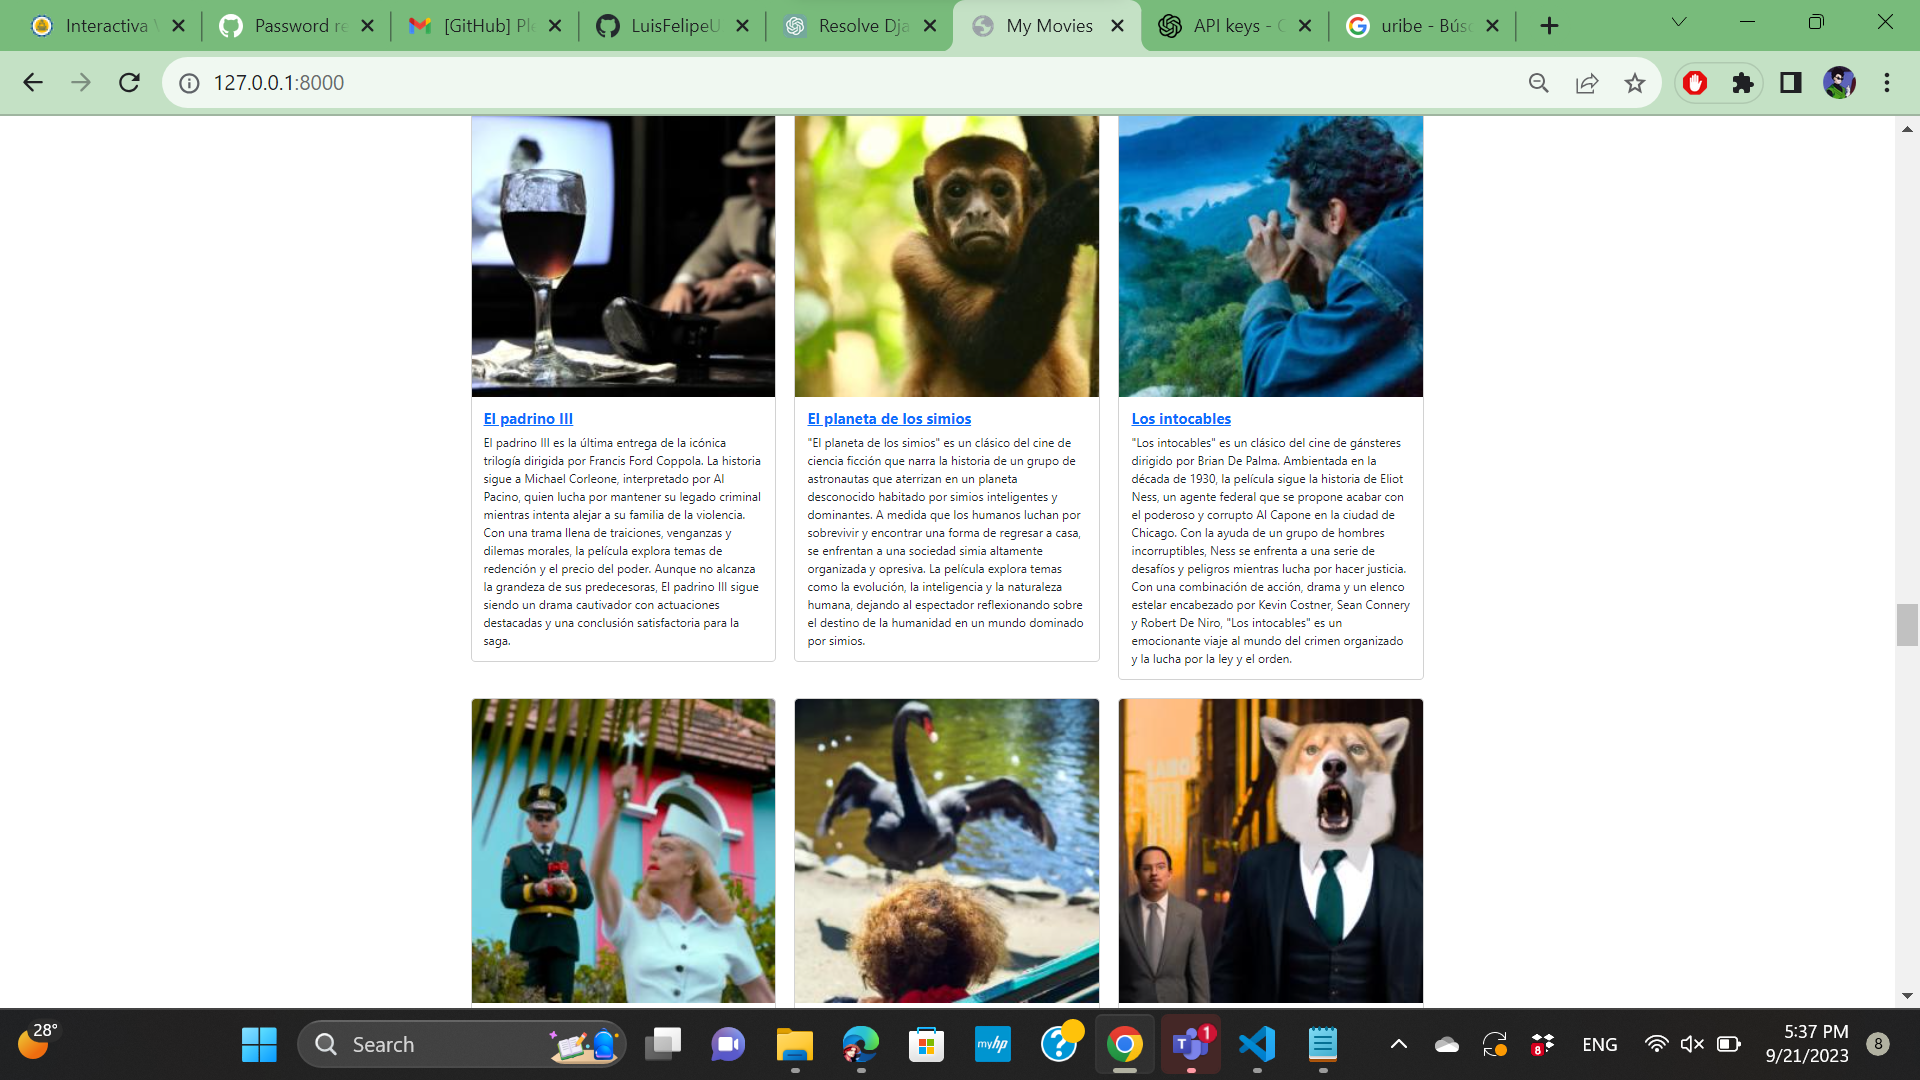 Interactiva
Password re
[GitHub] Ple
LuisFelipeU
Resolve Dja
My Movies
API keys -
uribe - Bús
127.0.0.1:8000
El padrino III
El padrino III es la última entrega de la icónica
trilogía dirigida por Francis Ford Coppola. La historia
sigue a Michael Corleone, interpretado por Al
Pacino, quien lucha por mantener su legado criminal
mientras intenta alejar a su familia de la violencia.
Con una trama llena de traiciones, venganzas y
dilemas morales, la película explora temas de
redención y el precio del poder. Aunque no alcanza
la grandeza de sus predecesoras, El padrino III sigue
siendo un drama cautivador con actuaciones
destacadas y una conclusión satisfactoria para la
saga.
El planeta de los simios
"El planeta de los simios" es un clásico del cine de
ciencia ficción que narra la historia de un grupo de
astronautas que aterrizan en un planeta
desconocido habitado por simios inteligentes y
dominantes. A medida que los humanos luchan por
sobrevivir y encontrar una forma de regresar a casa,
se enfrentan a una sociedad simia altamente
organizada y opresiva. La película explora temas
como la evolución, la inteligencia y la naturaleza
humana, dejando al espectador reflexionando sobre
el destino de la humanidad en un mundo dominado
por simios.
Los intocables
"Los intocables" es un clásico del cine de gánsteres
dirigido por Brian De Palma. Ambientada en la
década de 1930, la película sigue la historia de Eliot
Ness, un agente federal que se propone acabar con
el poderoso y corrupto Al Capone en la ciudad de
Chicago. Con la ayuda de un grupo de hombres
incorruptibles, Ness se enfrenta a una serie de
desafíos y peligros mientras lucha por hacer justicia.
Con una combinación de acción, drama y un elenco
estelar encabezado por Kevin Costner, Sean Connery
y Robert De Niro, "Los intocables" es un
emocionante viaje al mundo del crimen organizado
y la lucha por la ley y el orden.
28°
Search
myhp
1
8
ENG
5:37 PM
9/21/2023
8